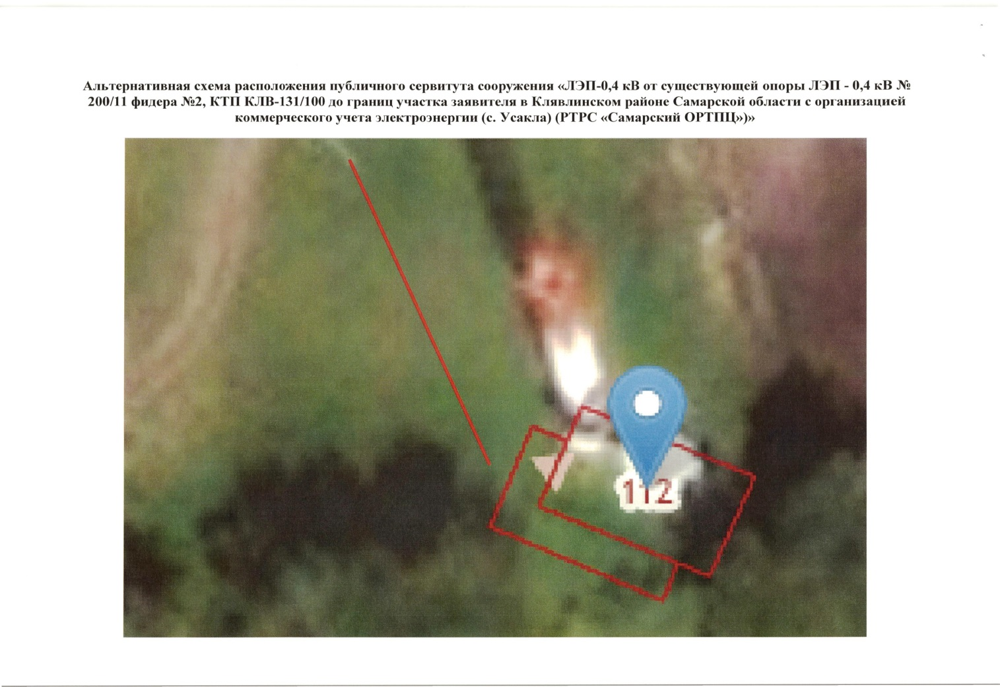 Альтернативная схема расположения публичного сервитута сооружения «ЛЭП-0,4 кВ от существующей опоры ЛЭП - 0,4 кВ №
200/11 фидера №2, КТП КЛВ-131/100 до границ участка заявителя в Клявлинском районе Самарской области с организацией
коммерческого учета электроэнергии (с. Усакла) (РТРС «Самарский ОРТПЦ»)»
112